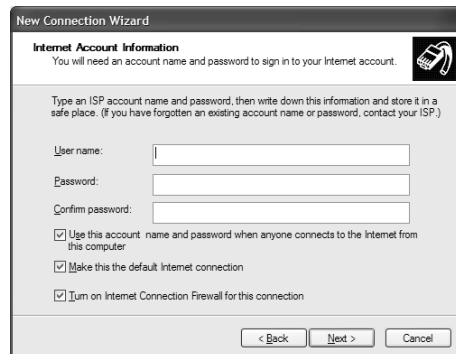 New Connection Wizard
Internet Account Information
You will need an account name and password to sign in to your Internet account.
Type an ISP account name and password, then write down this information and store it in a
safe place. (If you have forgotten an existing account name or password, contact your ISP.)
User name:
Password:
Confirm password:
Use this account name and password when anyone connects to the Internet from
this computer
Make this the default Internet connection
Turn on Internet Connection Firewall for this connection
< Back
Next >
Cancel